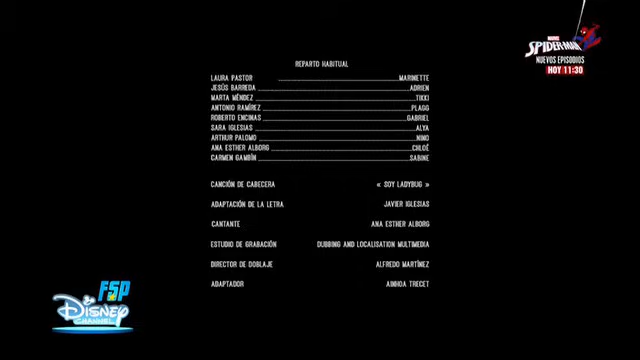 MARVEL
SPIDER-MAN
NUEVOS EPISODIOS
HOY 11:30
REPARTO HABITUAL
LAURA PASTOR MARINETTE
JESÚS BARREDA ADRIEN
MARTA MÉNDEZ TIKKI
ANTONIO RAMÍREZ PLAGG
ROBERTO ENCINAS GABRIEL
SARA IGLESIAS ALYA
ARTHUR PALOMO NINO
ANA ESTHER ALBORG CHLOÉ
CARMEN GAMBÍN SABINE
CANCIÓN DE CABECERA « SOY LADYBUG »
ADAPTACIÓN DE LA LETRA JAVIER IGLESIAS
CANTANTE ANA ESTHER ALBORG
ESTUDIO DE GRABACIÓN DUBBING AND LOCALISATION MULTIMEDIA
DIRECTOR DE DOBLAJE ALFREDO MARTÍNEZ
ADAPTADOR AINHOA TRECET
FSP
DISNEY
CHANNEL